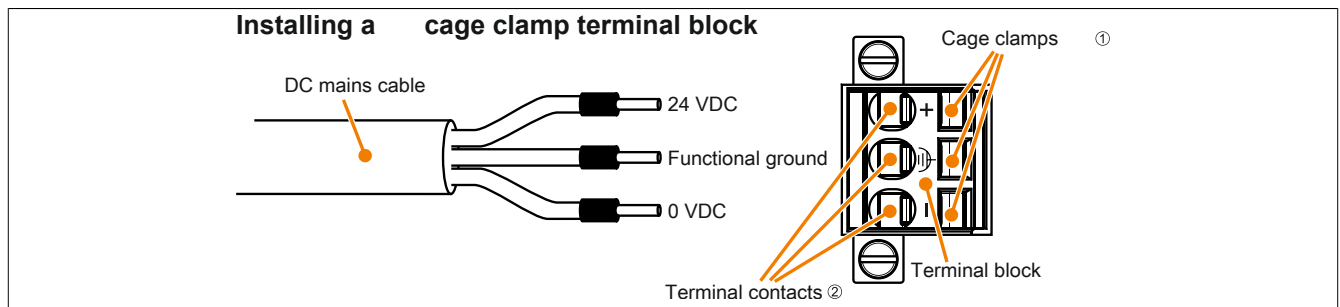 Installing a cage clamp terminal block
Cage clamps ①
DC mains cable
24 VDC
+
Functional ground
0 VDC
Terminal block
Terminal contacts ②